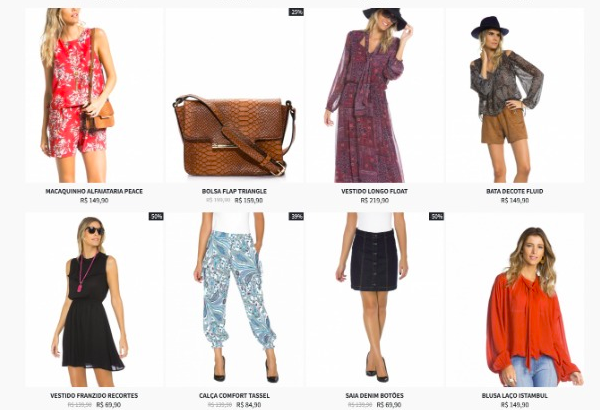 25%
MACAQUINHO ALFAIATARIA PEACE
R$ 149,90
BOLSA FLAP TRIANGLE
R$ 199,90 R$ 159,90
VESTIDO LONGO FLOAT
R$ 219,90
BATA DECOTE FLUID
R$ 149,90
50%
39%
50%
VESTIDO FRANZIDO RECORTES
R$ 139,90 R$ 69,90
CALÇA COMFORT TASSEL
R$ 139,90 R$ 84,90
SAIA DENIM BOTÕES
R$ 139,90 R$ 69,90
BLUSA LAÇO ISTAMBUL
R$ 149,90